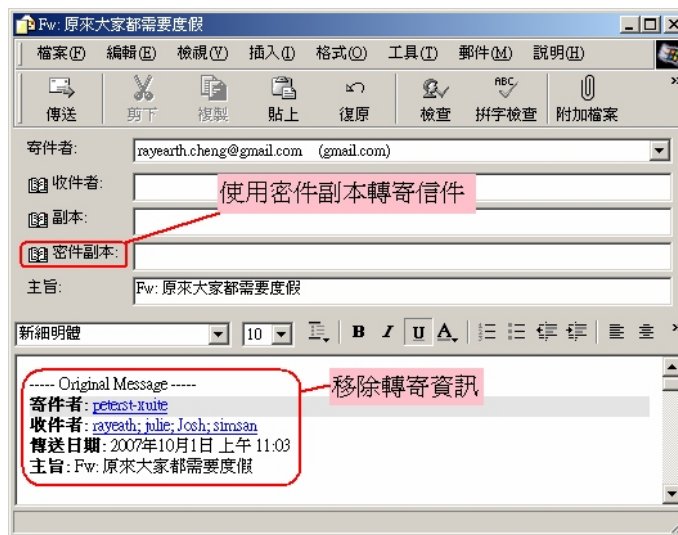 Fw: 原來大家都需要度假
檔案(F) 編輯(E) 檢視(V) 插入(I) 格式(O) 工具(T) 郵件(M) 說明(H)
傳送 剪下 複製 貼上 復原 檢查 拼字檢查 附加檔案
寄件者: rayearth.cheng@gmail.com (gmail.com)
收件者:
使用密件副本轉寄信件
副本:
密件副本:
主旨: Fw: 原來大家都需要度假
新細明體 10 B I U A
----- Original Message -----
移除轉寄資訊
寄件者: peterst-xuite
收件者: rayeath; julie; Josh; simsan
傳送日期: 2007年10月1日 上午 11:03
主旨: Fw: 原來大家都需要度假